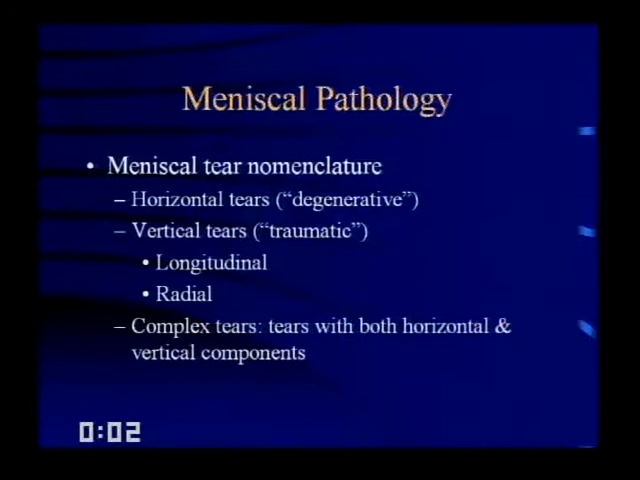 Meniscal Pathology
• Meniscal tear nomenclature
– Horizontal tears (“degenerative”)
– Vertical tears (“traumatic”)
• Longitudinal
• Radial
– Complex tears: tears with both horizontal &
vertical components
0:02